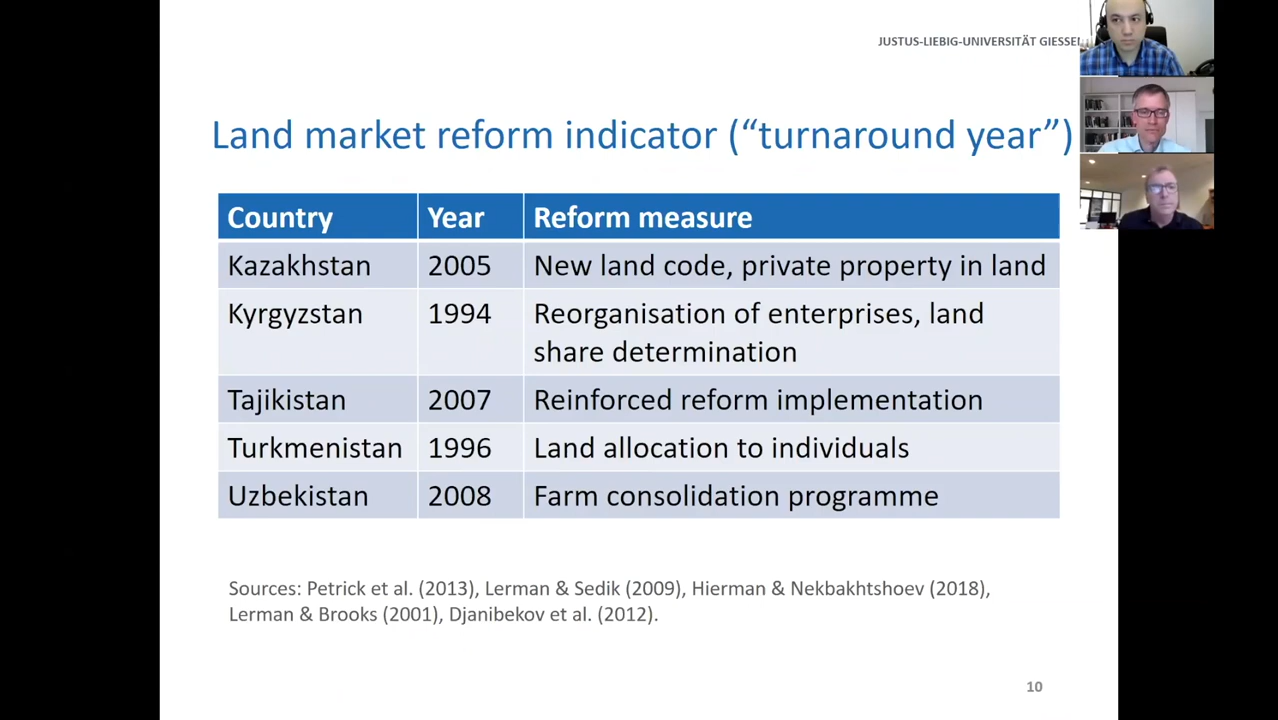 JUSTUS-LIEBIG-UNIVERSITÄT GIESSEN
Land market reform indicator (“turnaround year”)
Country Year Reform measure
Kazakhstan 2005 New land code, private property in land
Kyrgyzstan 1994 Reorganisation of enterprises, land
share determination
Tajikistan 2007 Reinforced reform implementation
Turkmenistan 1996 Land allocation to individuals
Uzbekistan 2008 Farm consolidation programme
Sources: Petrick et al. (2013), Lerman & Sedik (2009), Hierman & Nekbakhtshoev (2018),
Lerman & Brooks (2001), Djanibekov et al. (2012).
10